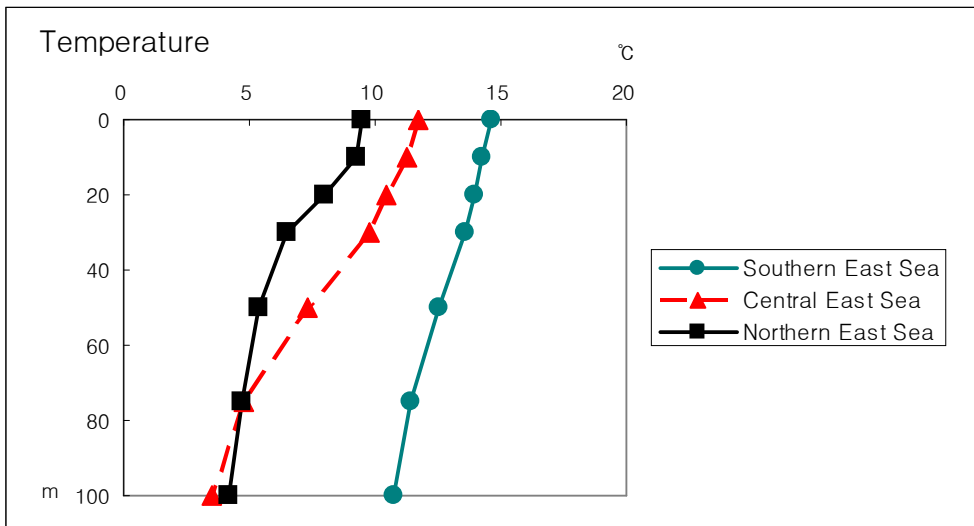 Temperature
℃
0 5 10 15 20
0
20
40
60
80
m 100
Southern East Sea
Central East Sea
Northern East Sea